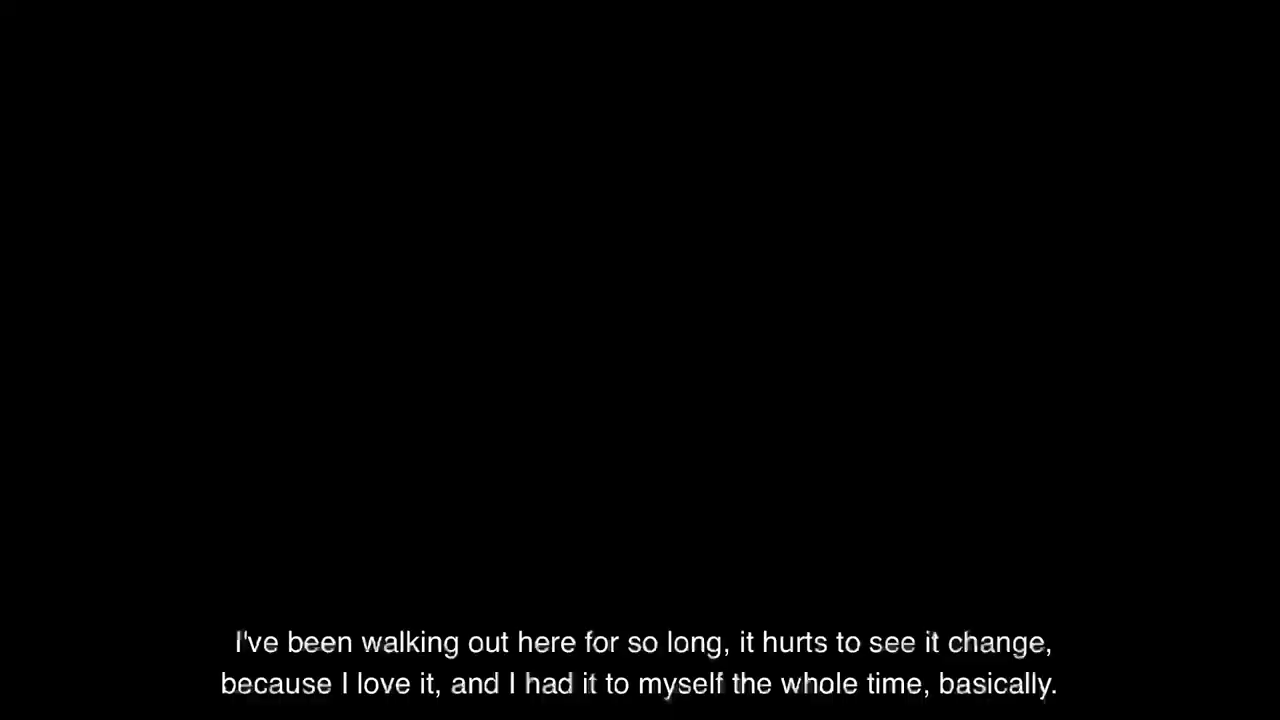 I've been walking out here for so long, it hurts to see it change,
because I love it, and I had it to myself the whole time, basically.